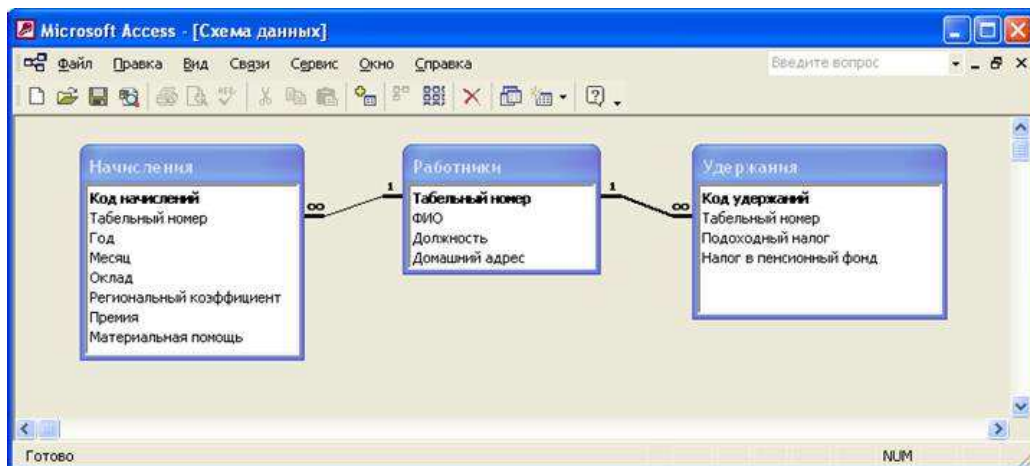 Microsoft Access - [Схема данных]
Файл Правка Вид Связи Сервис Окно Справка Введите вопрос
Начисления
Код начислений
Табельный номер
Год
Месяц
Оклад
Региональный коэффициент
Премия
Материальная помощь
∞ 1
Работники
Табельный номер
ФИО
Должность
Домашний адрес
1 ∞
Удержания
Код удержаний
Табельный номер
Подоходный налог
Налог в пенсионный фонд
Готово NUM